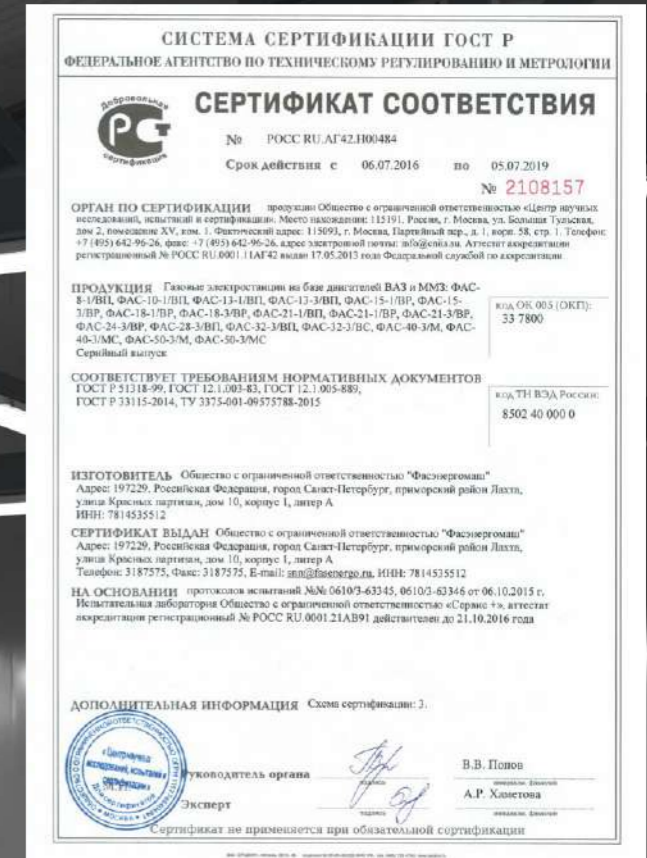 СИСТЕМА СЕРТИФИКАЦИИ ГОСТ Р
ФЕДЕРАЛЬНОЕ АГЕНТСТВО ПО ТЕХНИЧЕСКОМУ РЕГУЛИРОВАНИЮ И МЕТРОЛОГИИ
Добровольная
сертификация
СЕРТИФИКАТ СООТВЕТСТВИЯ
№ РОСС RU.АГ42.Н00484
Срок действия с 06.07.2016 по 05.07.2019
№ 2108157
ОРГАН ПО СЕРТИФИКАЦИИ продукции Общество с ограниченной ответственностью «Центр научных
исследований, испытаний и сертификации». Место нахождения: 115191, Россия, г. Москва, ул. Большая Тульская,
дом 2, помещение XV, ком. 1. Фактический адрес: 115093, г. Москва, Партийный пер., д. 1, корп. 58, стр. 1. Телефон:
+7 (495) 642-96-26, факс: +7 (495) 642-96-26, адрес электронной почты: info@cniis.su. Аттестат аккредитации
регистрационный № РОСС RU.0001.11АГ42 выдан 17.05.2013 года Федеральной службой по аккредитации
ПРОДУКЦИЯ Газовые электростанции на базе двигателей ВАЗ и ММЗ: ФАС-
8-1/ВП, ФАС-10-1/ВП, ФАС-13-1/ВП, ФАС-13-3/ВП, ФАС-15-1/ВР, ФАС-15-
3/ВР, ФАС-18-1/ВР, ФАС-18-3/ВР, ФАС-21-1/ВП, ФАС-21-1/ВР, ФАС-21-3/ВР,
ФАС-24-3/ВР, ФАС-28-3/ВП, ФАС-32-3/ВП, ФАС-32-3/ВС, ФАС-40-3/М, ФАС-
40-3/МС, ФАС-50-3/М, ФАС-50-3/МС
Серийный выпуск
код ОК 005 (ОКП):
33 7800
СООТВЕТСТВУЕТ ТРЕБОВАНИЯМ НОРМАТИВНЫХ ДОКУМЕНТОВ
ГОСТ Р 51318-99, ГОСТ 12.1.003-83, ГОСТ 12.1.005-889,
ГОСТ Р 33115-2014, ТУ 3375-001-09575788-2015
код ТН ВЭД России:
8502 40 000 0
ИЗГОТОВИТЕЛЬ Общество с ограниченной ответственностью "Фасэнергомаш"
Адрес: 197229, Российская Федерация, город Санкт-Петербург, приморский район Лахта,
улица Красных партизан, дом 10, корпус 1, литер А
ИНН: 7814535512
СЕРТИФИКАТ ВЫДАН Общество с ограниченной ответственностью "Фасэнергомаш"
Адрес: 197229, Российская Федерация, город Санкт-Петербург, приморский район Лахта,
улица Красных партизан, дом 10, корпус 1, литер А
Телефон: 3187575, Факс: 3187575, E-mail: snn@fasenergo.ru, ИНН: 7814535512
НА ОСНОВАНИИ протоколов испытаний №№ 0610/3-63345, 0610/3-63346 от 06.10.2015 г.
Испытательная лаборатория Общество с ограниченной ответственностью «Сервис +», аттестат
аккредитации регистрационный № РОСС RU.0001.21АВ91 действителен до 21.10.2016 года
ДОПОЛНИТЕЛЬНАЯ ИНФОРМАЦИЯ Схема сертификации: 3.
Руководитель органа
подпись
В.В. Попов
инициалы, фамилия
Эксперт
подпись
А.Р. Хаметова
инициалы, фамилия
Сертификат не применяется при обязательной сертификации